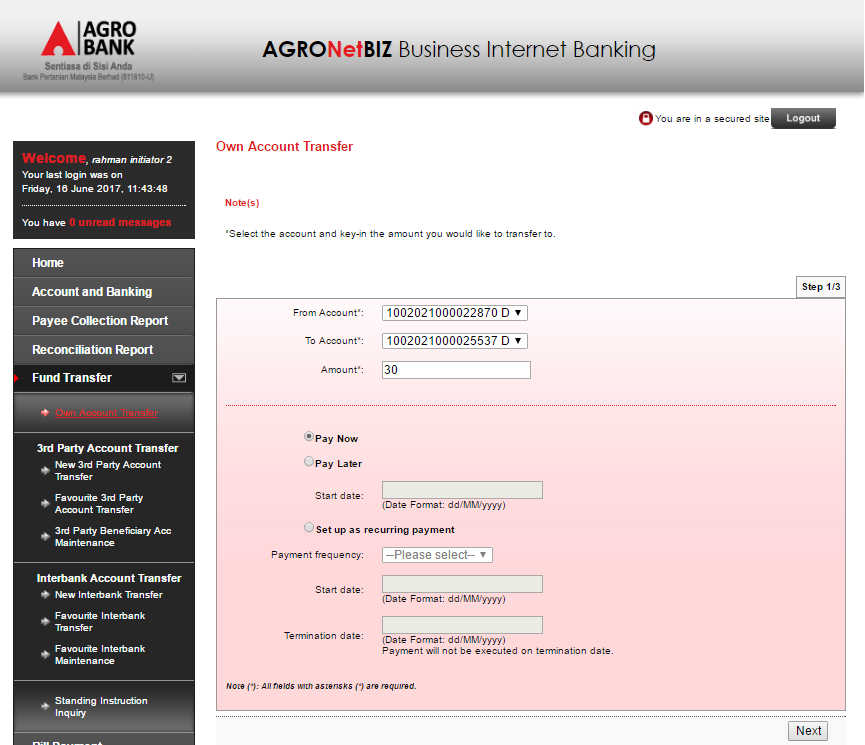 AGRO
BANK
Sentiasa di Sisi Anda
Bank Pertanian Malaysia Berhad (811810-U)
AGRONetBIZ Business Internet Banking
You are in a secured site
Logout
Welcome, rahman initiator 2
Your last login was on
Friday, 16 June 2017, 11:43:48
You have 0 unread messages
Home
Account and Banking
Payee Collection Report
Reconciliation Report
Fund Transfer
Own Account Transfer
3rd Party Account Transfer
New 3rd Party Account
Transfer
Favourite 3rd Party
Account Transfer
3rd Party Beneficiary Acc
Maintenance
Interbank Account Transfer
New Interbank Transfer
Favourite Interbank
Transfer
Favourite Interbank
Maintenance
Standing Instruction
Inquiry
Bill Payment
Own Account Transfer
Note(s)
*Select the account and key-in the amount you would like to transfer to.
Step 1/3
From Account*: 1002021000022870 D
To Account*: 1002021000025537 D
Amount*: 30
Pay Now
Pay Later
Start date:
(Date Format: dd/MM/yyyy)
Set up as recurring payment
Payment frequency: --Please select--
Start date:
(Date Format: dd/MM/yyyy)
Termination date:
(Date Format: dd/MM/yyyy)
Payment will not be executed on termination date.
Note (*): All fields with asterisks (*) are required.
Next